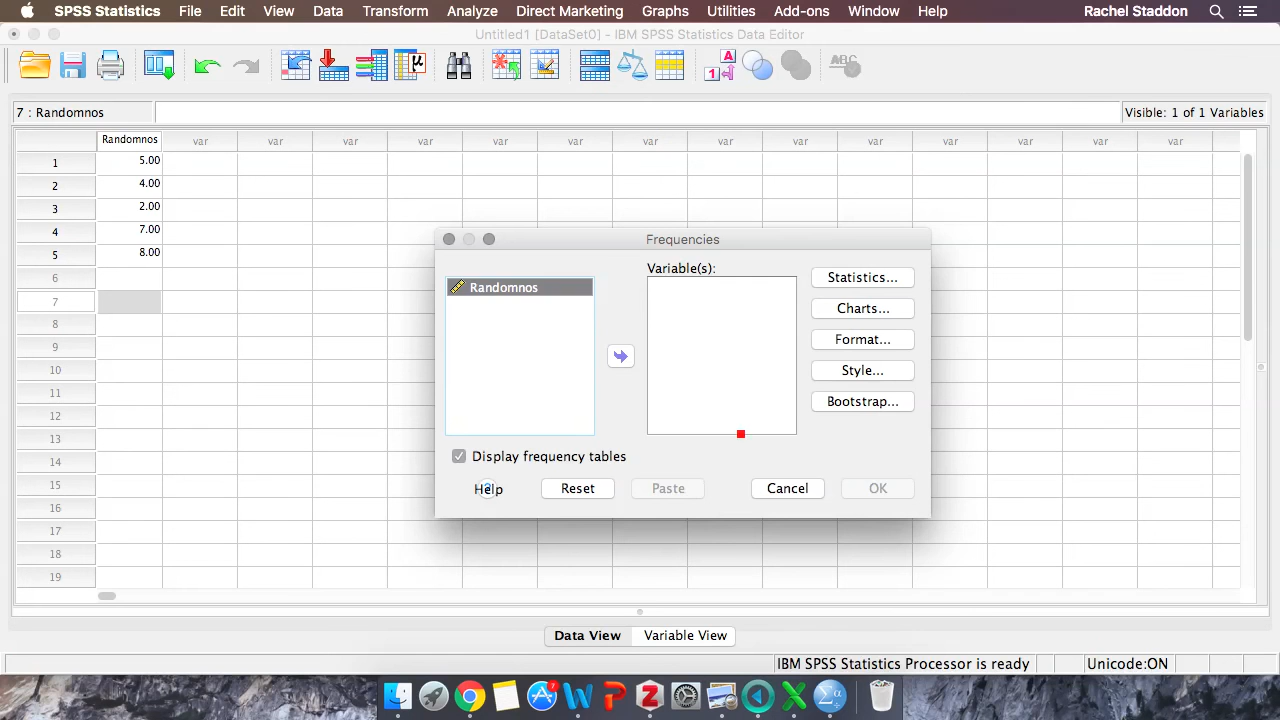 SPSS Statistics File Edit View Data Transform Analyze Direct Marketing Graphs Utilities Add-ons Window Help Rachel Staddon
Untitled1 [DataSet0] - IBM SPSS Statistics Data Editor
7 : Randomnos Visible: 1 of 1 Variables
Randomnos var var var var var var var var var var var var var var
1 5.00
2 4.00
3 2.00
4 7.00
5 8.00
6
7
8
9
10
11
12
13
14
15
16
17
18
19
Frequencies
Variable(s):
Randomnos
Statistics...
Charts...
Format...
Style...
Bootstrap...
Display frequency tables
Help Reset Paste Cancel OK
Data View Variable View
IBM SPSS Statistics Processor is ready Unicode:ON